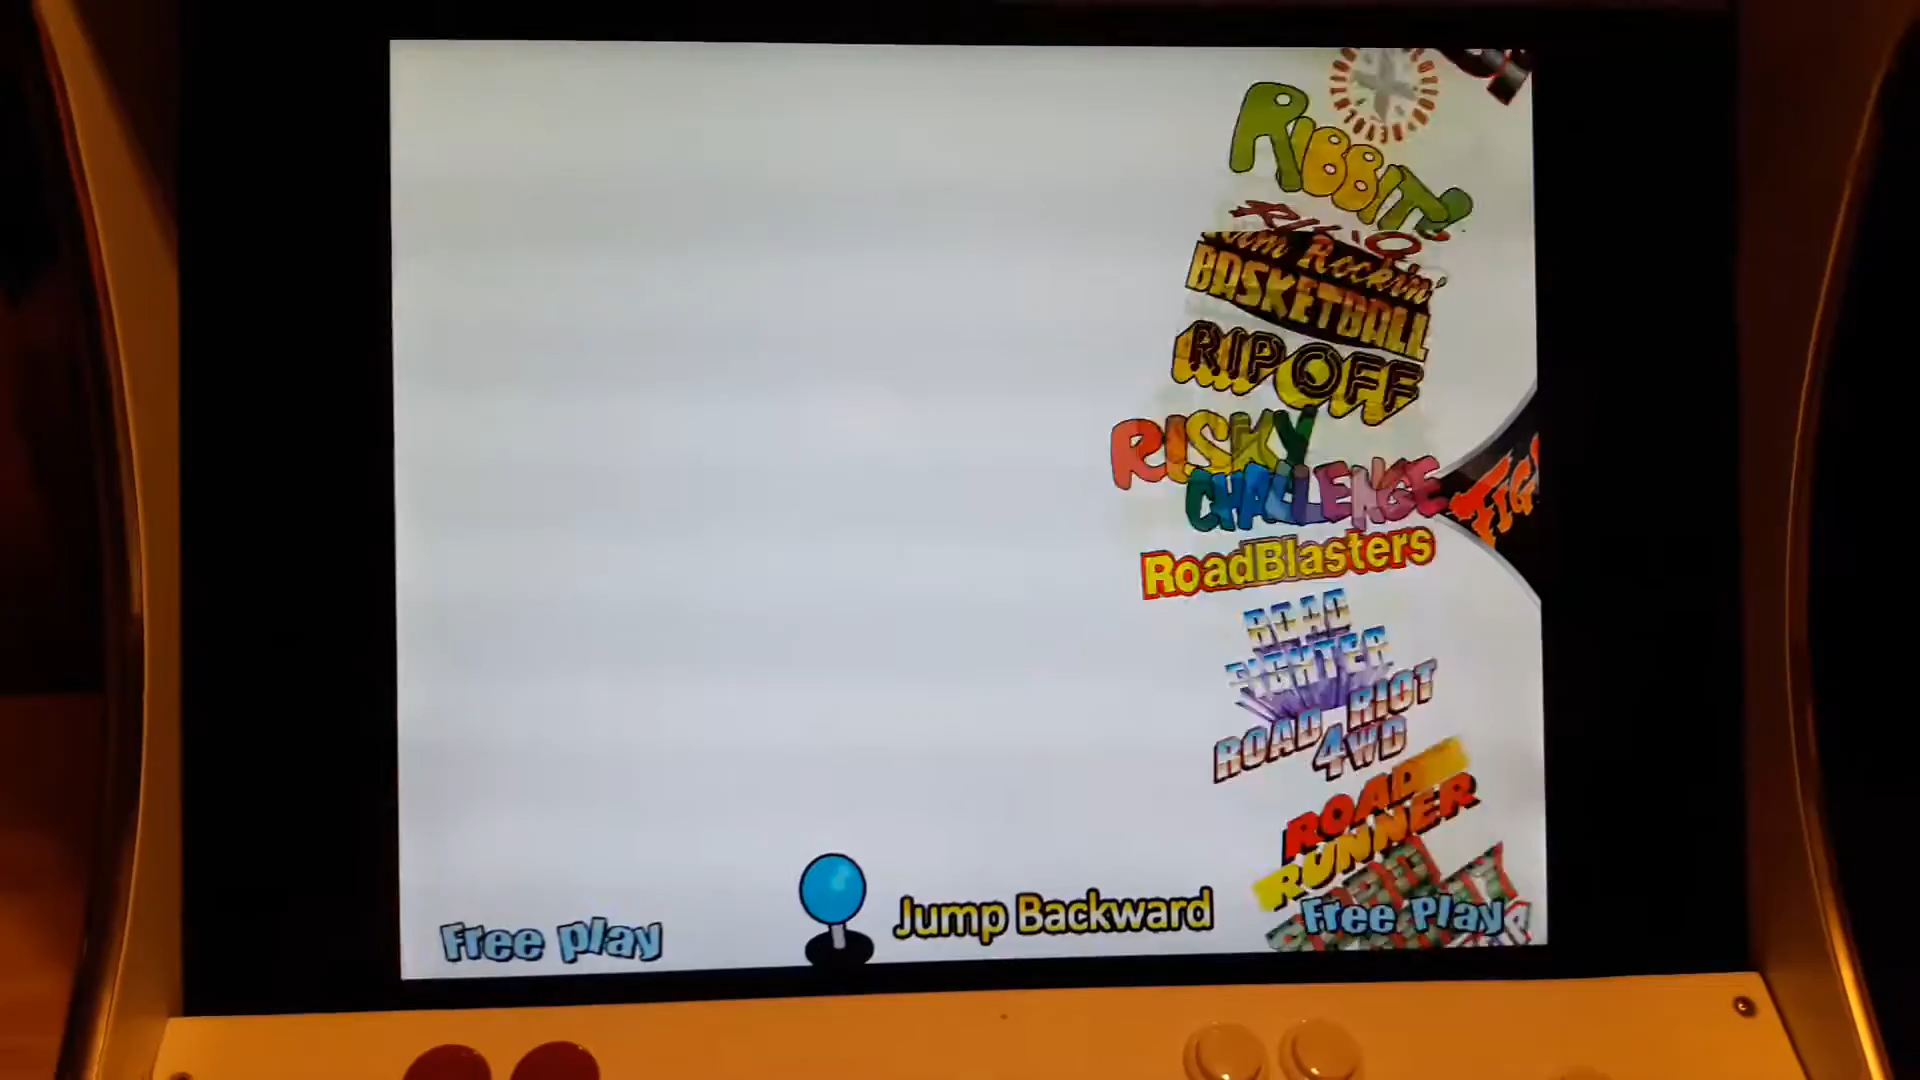 RIBBIT!
Rockin'
BASKETBALL
RIP OFF
RISKY
CHALLENGE
FIG
RoadBlasters
ROAD
FIGHTER
ROAD RIOT
4WD
ROAD
RUNNER
Free play
Jump Backward
Free Play